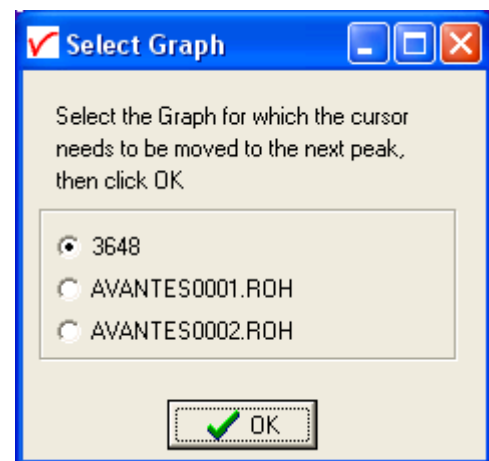 Select Graph
Select the Graph for which the cursor
needs to be moved to the next peak,
then click OK
3648
AVANTES0001.ROH
AVANTES0002.ROH
OK